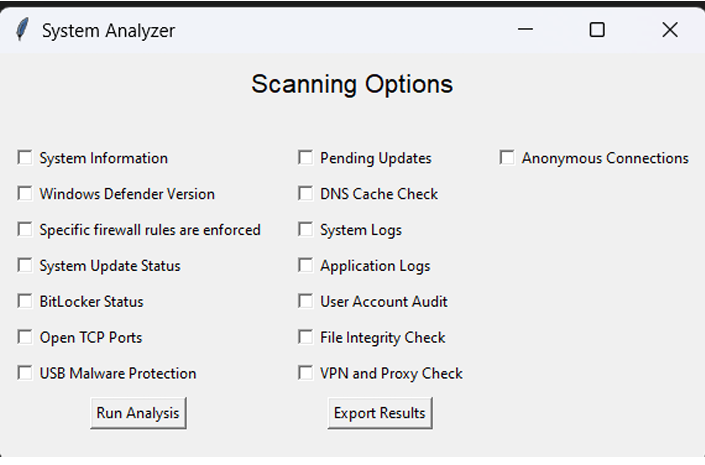 System Analyzer
Scanning Options
System Information
Windows Defender Version
Specific firewall rules are enforced
System Update Status
BitLocker Status
Open TCP Ports
USB Malware Protection
Pending Updates
DNS Cache Check
System Logs
Application Logs
User Account Audit
File Integrity Check
VPN and Proxy Check
Anonymous Connections
Run Analysis
Export Results